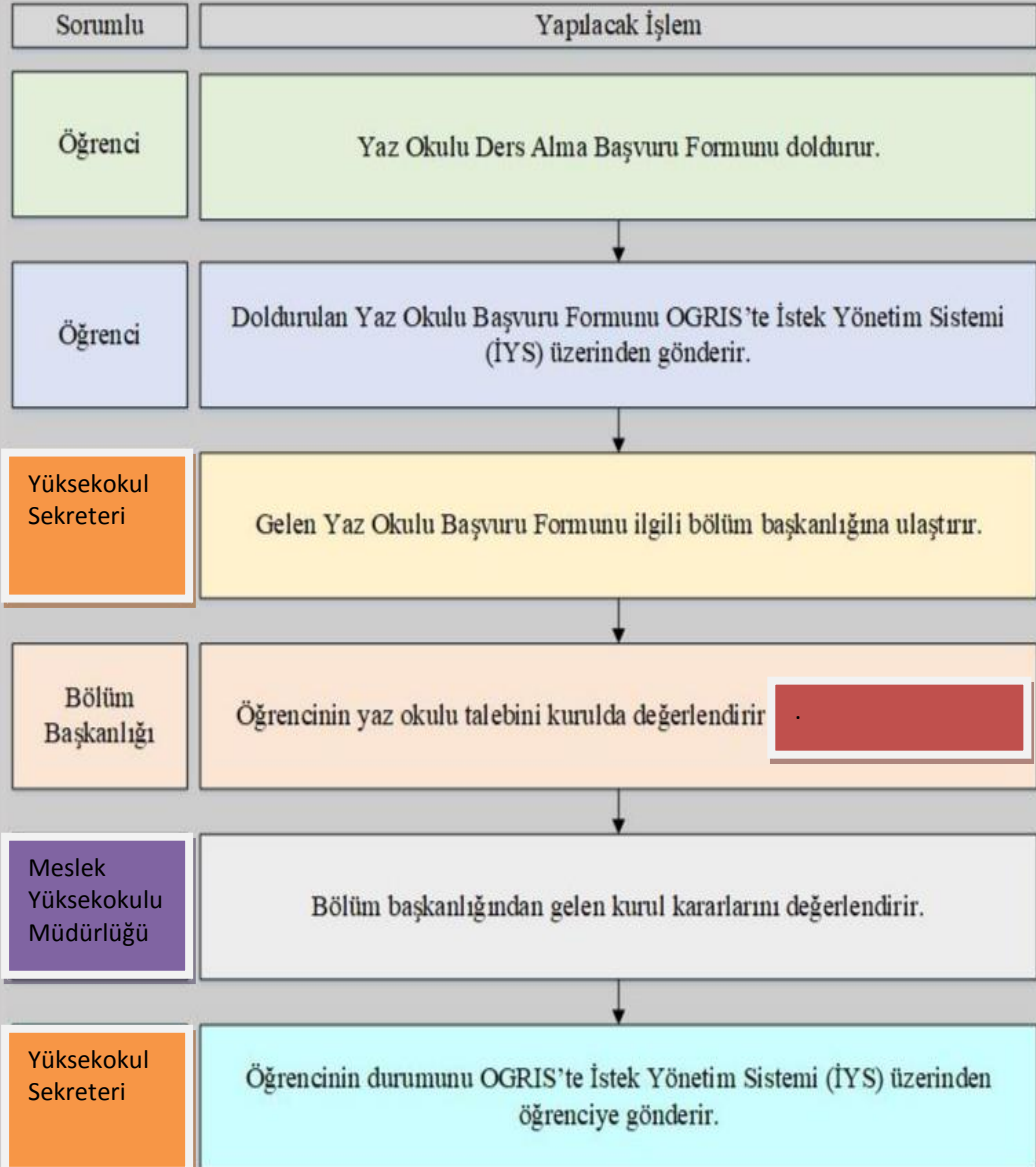 Sorumlu
Yapılacak İşlem
Öğrenci
Yaz Okulu Ders Alma Başvuru Formunu doldurur.
Öğrenci
Doldurulan Yaz Okulu Başvuru Formunu OGRIS’te İstek Yönetim Sistemi
(İYS) üzerinden gönderir.
Yüksekokul
Sekreteri
Gelen Yaz Okulu Başvuru Formunu ilgili bölüm başkanlığına ulaştırır.
Bölüm
Başkanlığı
Öğrencinin yaz okulu talebini kurulda değerlendirir .
Meslek
Yüksekokulu
Müdürlüğü
Bölüm başkanlığından gelen kurul kararlarını değerlendirir.
Yüksekokul
Sekreteri
Öğrencinin durumunu OGRIS’te İstek Yönetim Sistemi (İYS) üzerinden
öğrenciye gönderir.